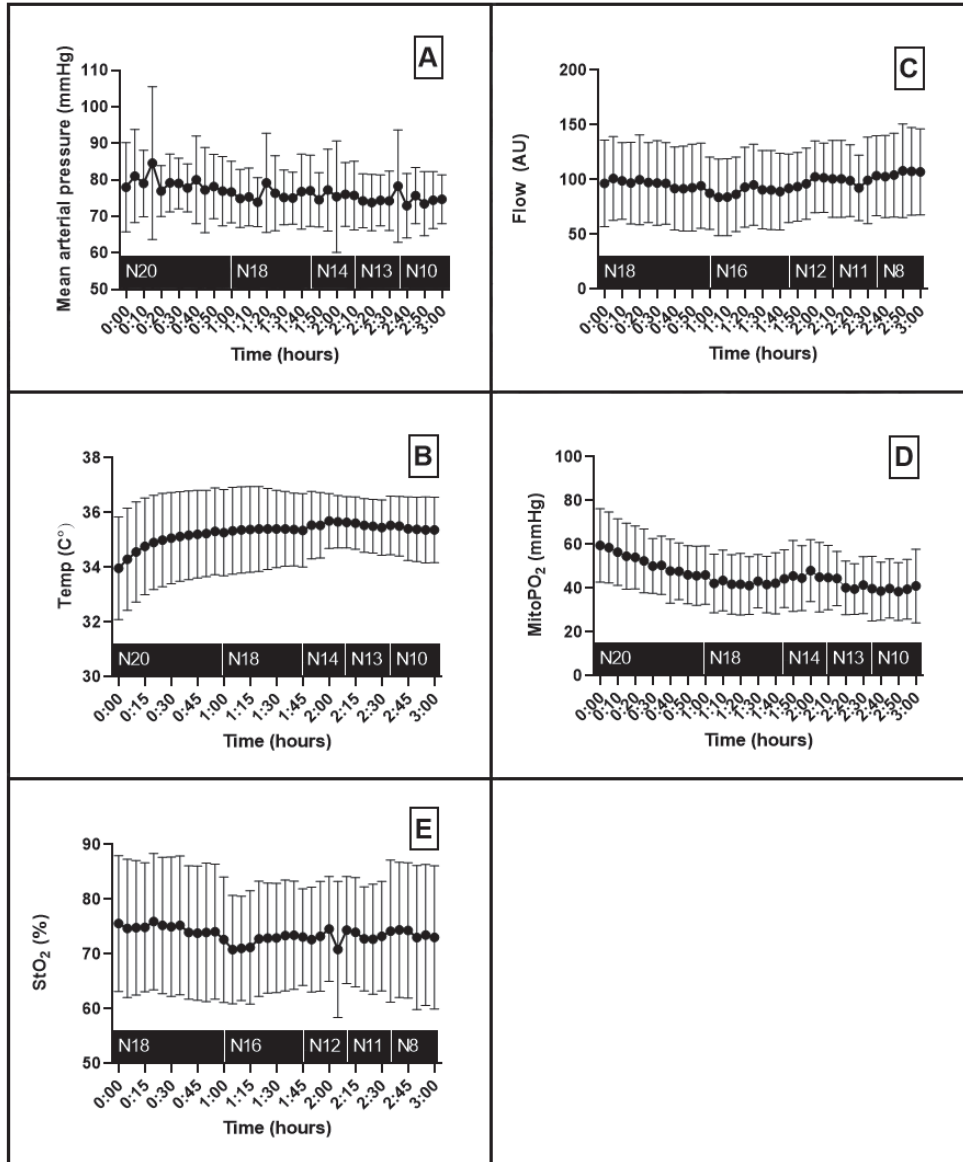 A
Mean arterial pressure (mmHg)
110
100
90
80
70
60
50
N20 N18 N14 N13 N10
0:00 0:10 0:20 0:30 0:40 0:50 1:00 1:10 1:20 1:30 1:40 1:50 2:00 2:10 2:20 2:30 2:40 2:50 3:00
Time (hours)
C
Flow (AU)
200
150
100
50
0
N18 N16 N12 N11 N8
0:00 0:10 0:20 0:30 0:40 0:50 1:00 1:10 1:20 1:30 1:40 1:50 2:00 2:10 2:20 2:30 2:40 2:50 3:00
Time (hours)
B
Temp (C°)
38
36
34
32
30
N20 N18 N14 N13 N10
0:00 0:15 0:30 0:45 1:00 1:15 1:30 1:45 2:00 2:15 2:30 2:45 3:00
Time (hours)
D
MitoPO₂ (mmHg)
100
80
60
40
20
0
N20 N18 N14 N13 N10
0:00 0:10 0:20 0:30 0:40 0:50 1:00 1:10 1:20 1:30 1:40 1:50 2:00 2:10 2:20 2:30 2:40 2:50 3:00
Time (hours)
E
StO₂ (%)
90
80
70
60
50
N18 N16 N12 N11 N8
0:00 0:15 0:30 0:45 1:00 1:15 1:30 1:45 2:00 2:15 2:30 2:45 3:00
Time (hours)